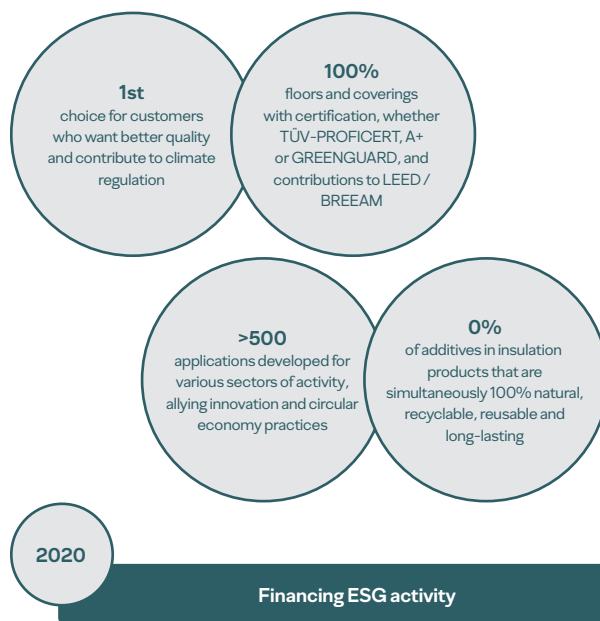 1st
choice for customers
who want better quality
and contribute to climate
regulation
100%
floors and coverings
with certification, whether
TÜV-PROFICERT, A+
or GREENGUARD, and
contributions to LEED /
BREEAM
>500
applications developed for
various sectors of activity,
allying innovation and circular
economy practices
0%
of additives in insulation
products that are
simultaneously 100% natural,
recyclable, reusable and
long-lasting
2020
Financing ESG activity